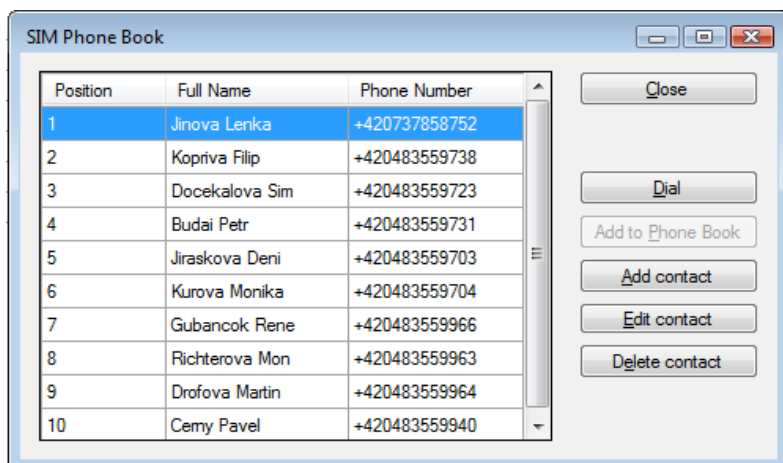 SIM Phone Book
Position Full Name Phone Number
1 Jinova Lenka +420737858752
2 Kopriva Filip +420483559738
3 Docekalova Sim +420483559723
4 Budai Petr +420483559731
5 Jiraskova Deni +420483559703
6 Kurova Monika +420483559704
7 Gubancok Rene +420483559966
8 Richterova Mon +420483559963
9 Drofova Martin +420483559964
10 Cerny Pavel +420483559940
Close
Dial
Add to Phone Book
Add contact
Edit contact
Delete contact